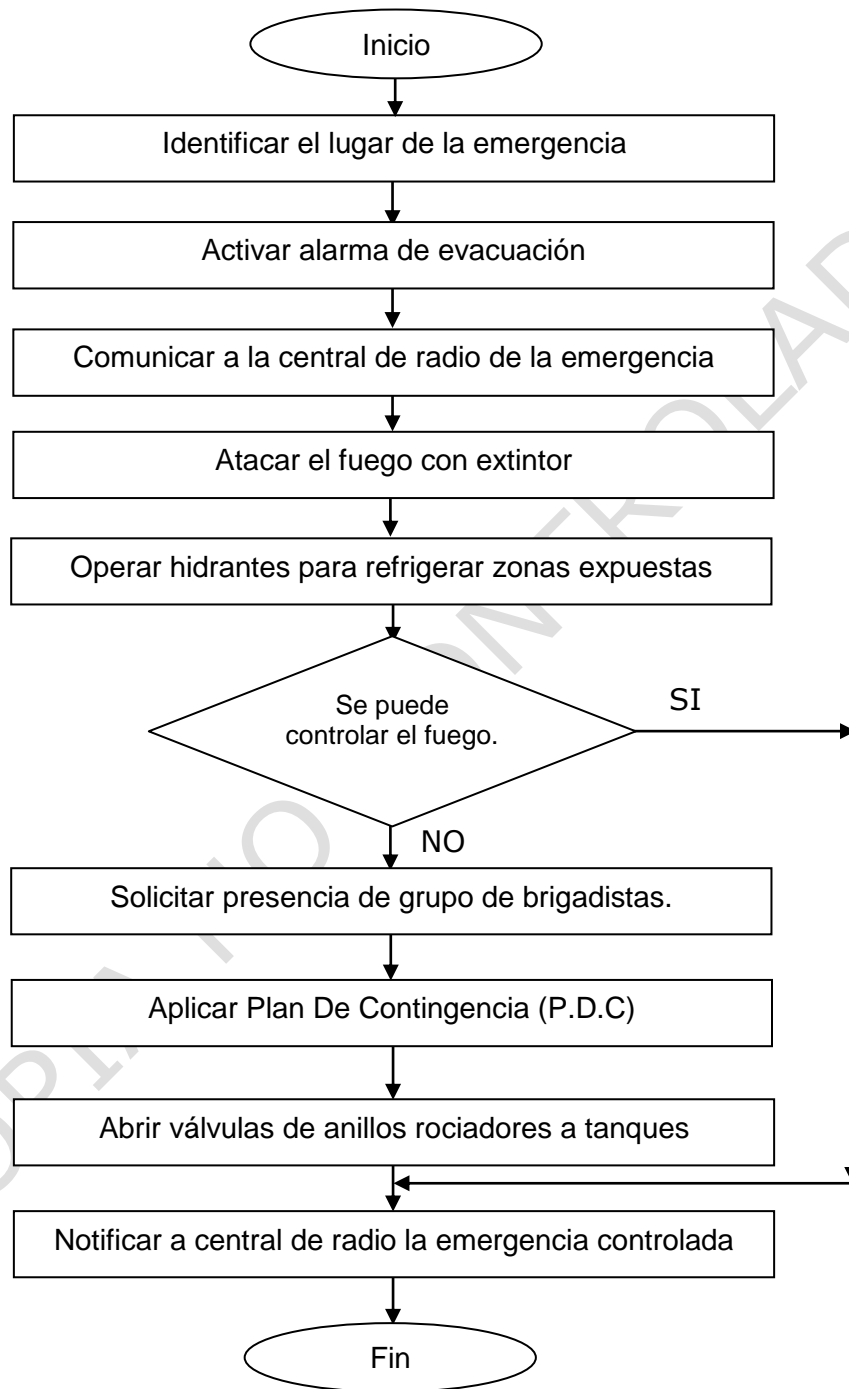 Inicio
Identificar el lugar de la emergencia
Activar alarma de evacuación
Comunicar a la central de radio de la emergencia
Atacar el fuego con extintor
Operar hidrantes para refrigerar zonas expuestas
Se puede
controlar el fuego.
SI
NO
Solicitar presencia de grupo de brigadistas.
Aplicar Plan De Contingencia (P.D.C)
Abrir válvulas de anillos rociadores a tanques
Notificar a central de radio la emergencia controlada
Fin